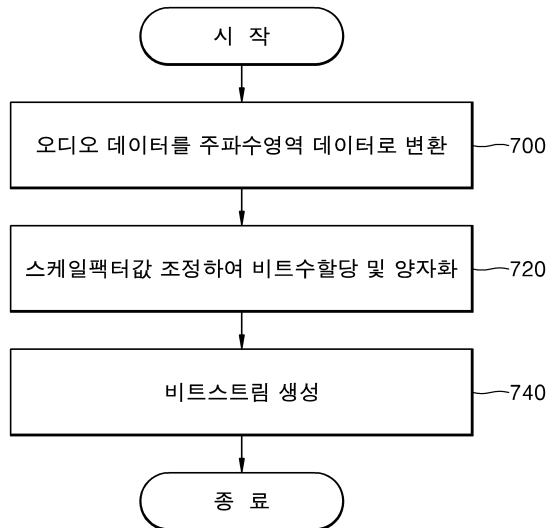 시 작
오디오 데이터를 주파수영역 데이터로 변환
700
스케일팩터값 조정하여 비트수할당 및 양자화
720
비트스트림 생성
740
종 료